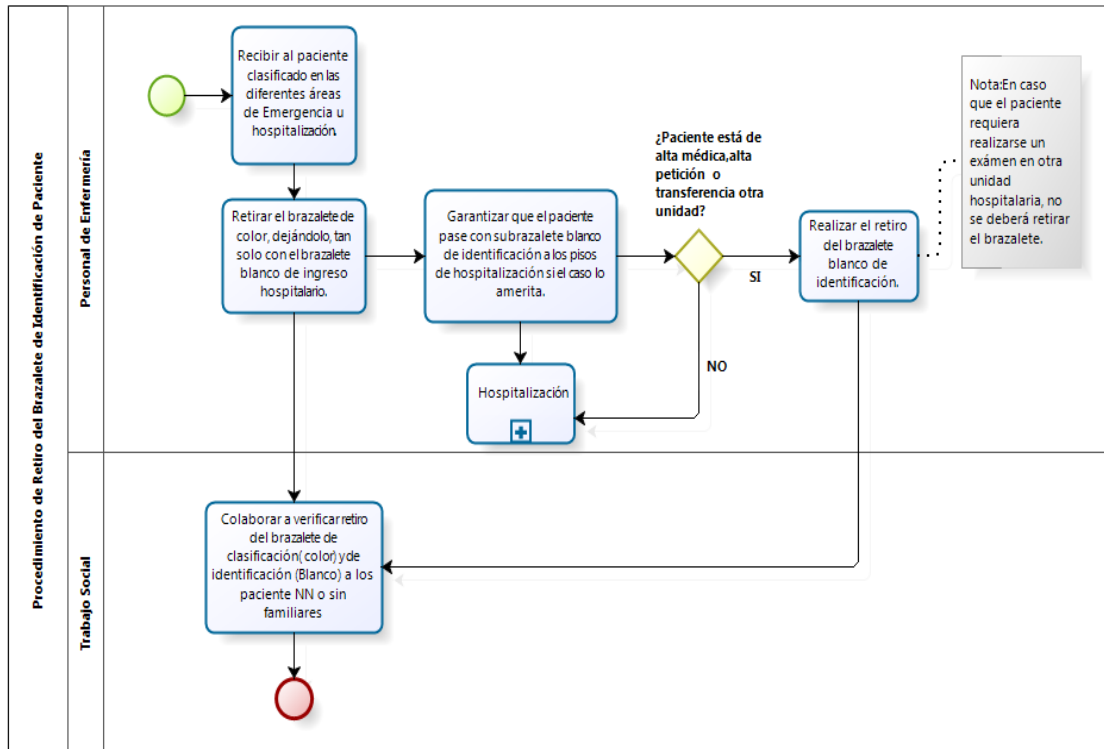 Procedimiento de Retiro del Brazalete de Identificación de Paciente
Personal de Enfermería
Recibir al paciente
clasificado en las
diferentes áreas
de Emergencia u
hospitalización.
Retirar el brazalete de
color, dejándolo, tan
solo con el brazalete
blanco de ingreso
hospitalario.
Garantizar que el paciente
pase con su brazalete blanco
de identificación a los pisos
de hospitalización si el caso lo
amerita.
¿Paciente está de
alta médica,alta
petición o
transferencia otra
unidad?
SI
NO
Realizar el retiro
del brazalete
blanco de
identificación.
Nota:En caso
que el paciente
requiera
realizarse un
exámen en otra
unidad
hospitalaria, no
se deberá retirar
el brazalete.
Hospitalización
Trabajo Social
Colaborar a verificar retiro
del brazalete de
clasificación( color) y de
identificación (Blanco) a los
paciente NN o sin
familiares